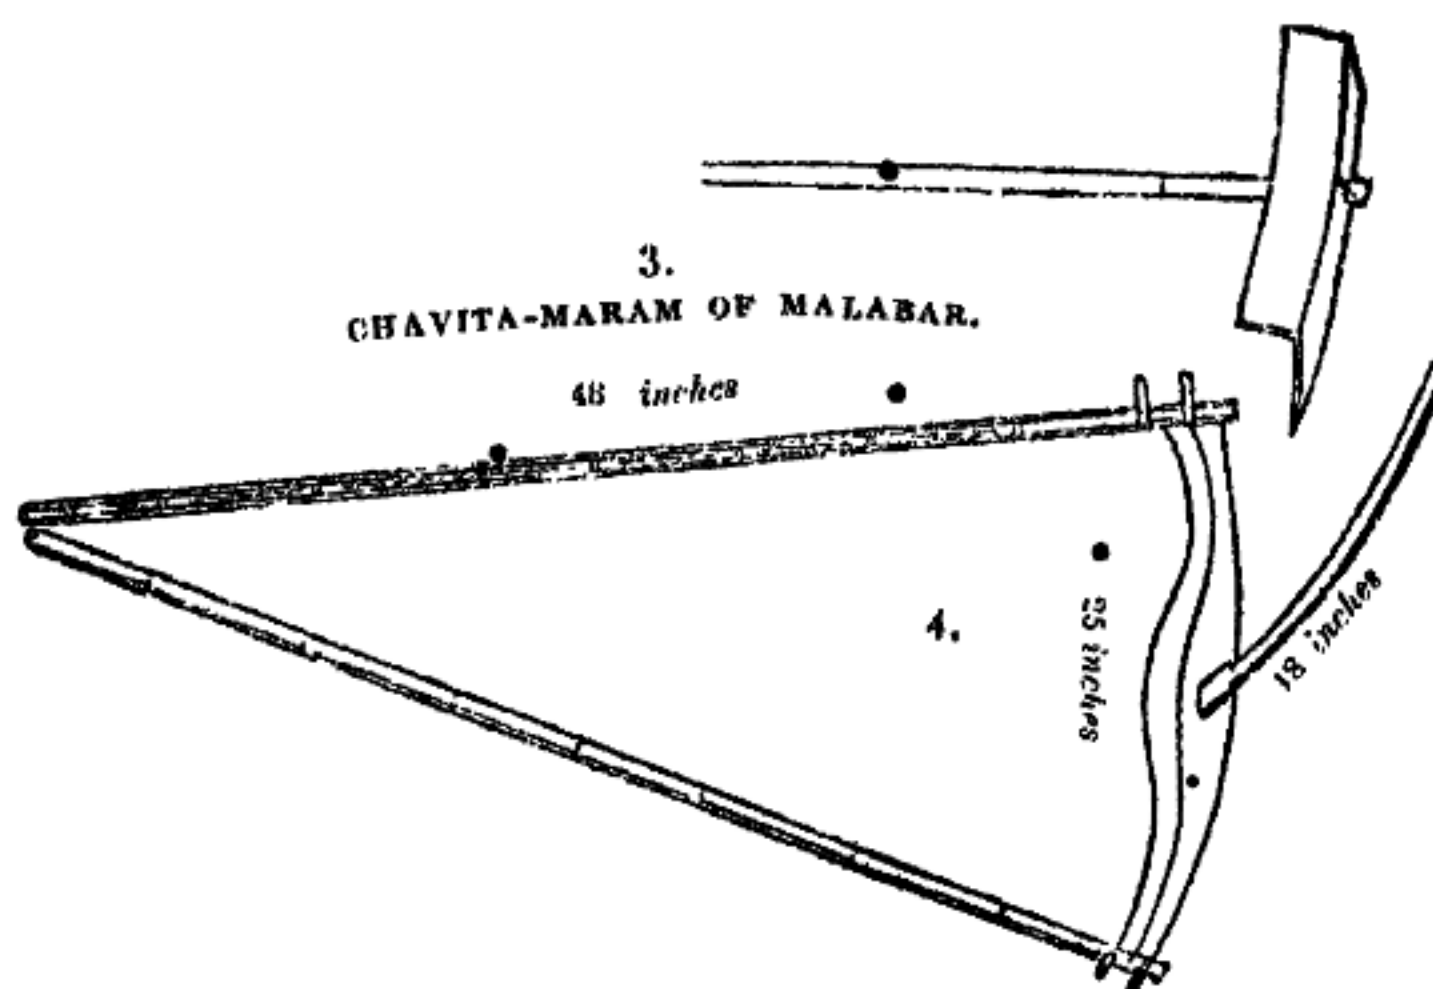 3.
CHAVITA-MARAM OF MALABAR.
48 inches
4.
25 inches
18 inches